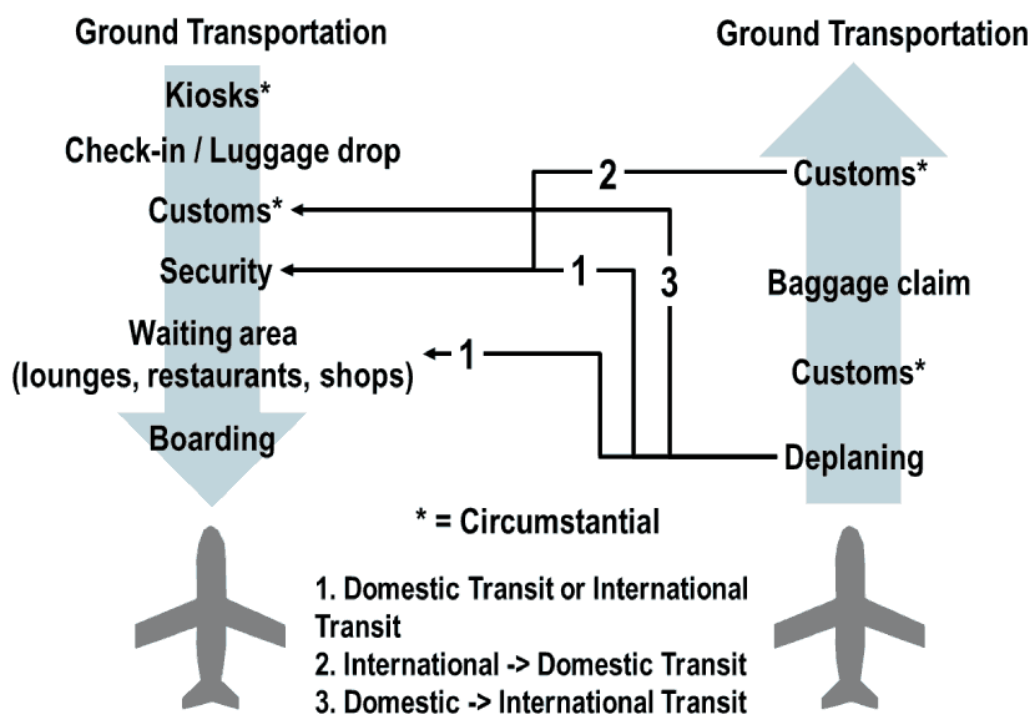 Ground Transportation
Kiosks*
Check-in / Luggage drop
Customs*
Security
Waiting area
(lounges, restaurants, shops)
Boarding
2
1
3
1
Ground Transportation
Customs*
Baggage claim
Customs*
Deplaning
* = Circumstantial
1. Domestic Transit or International
Transit
2. International -> Domestic Transit
3. Domestic -> International Transit